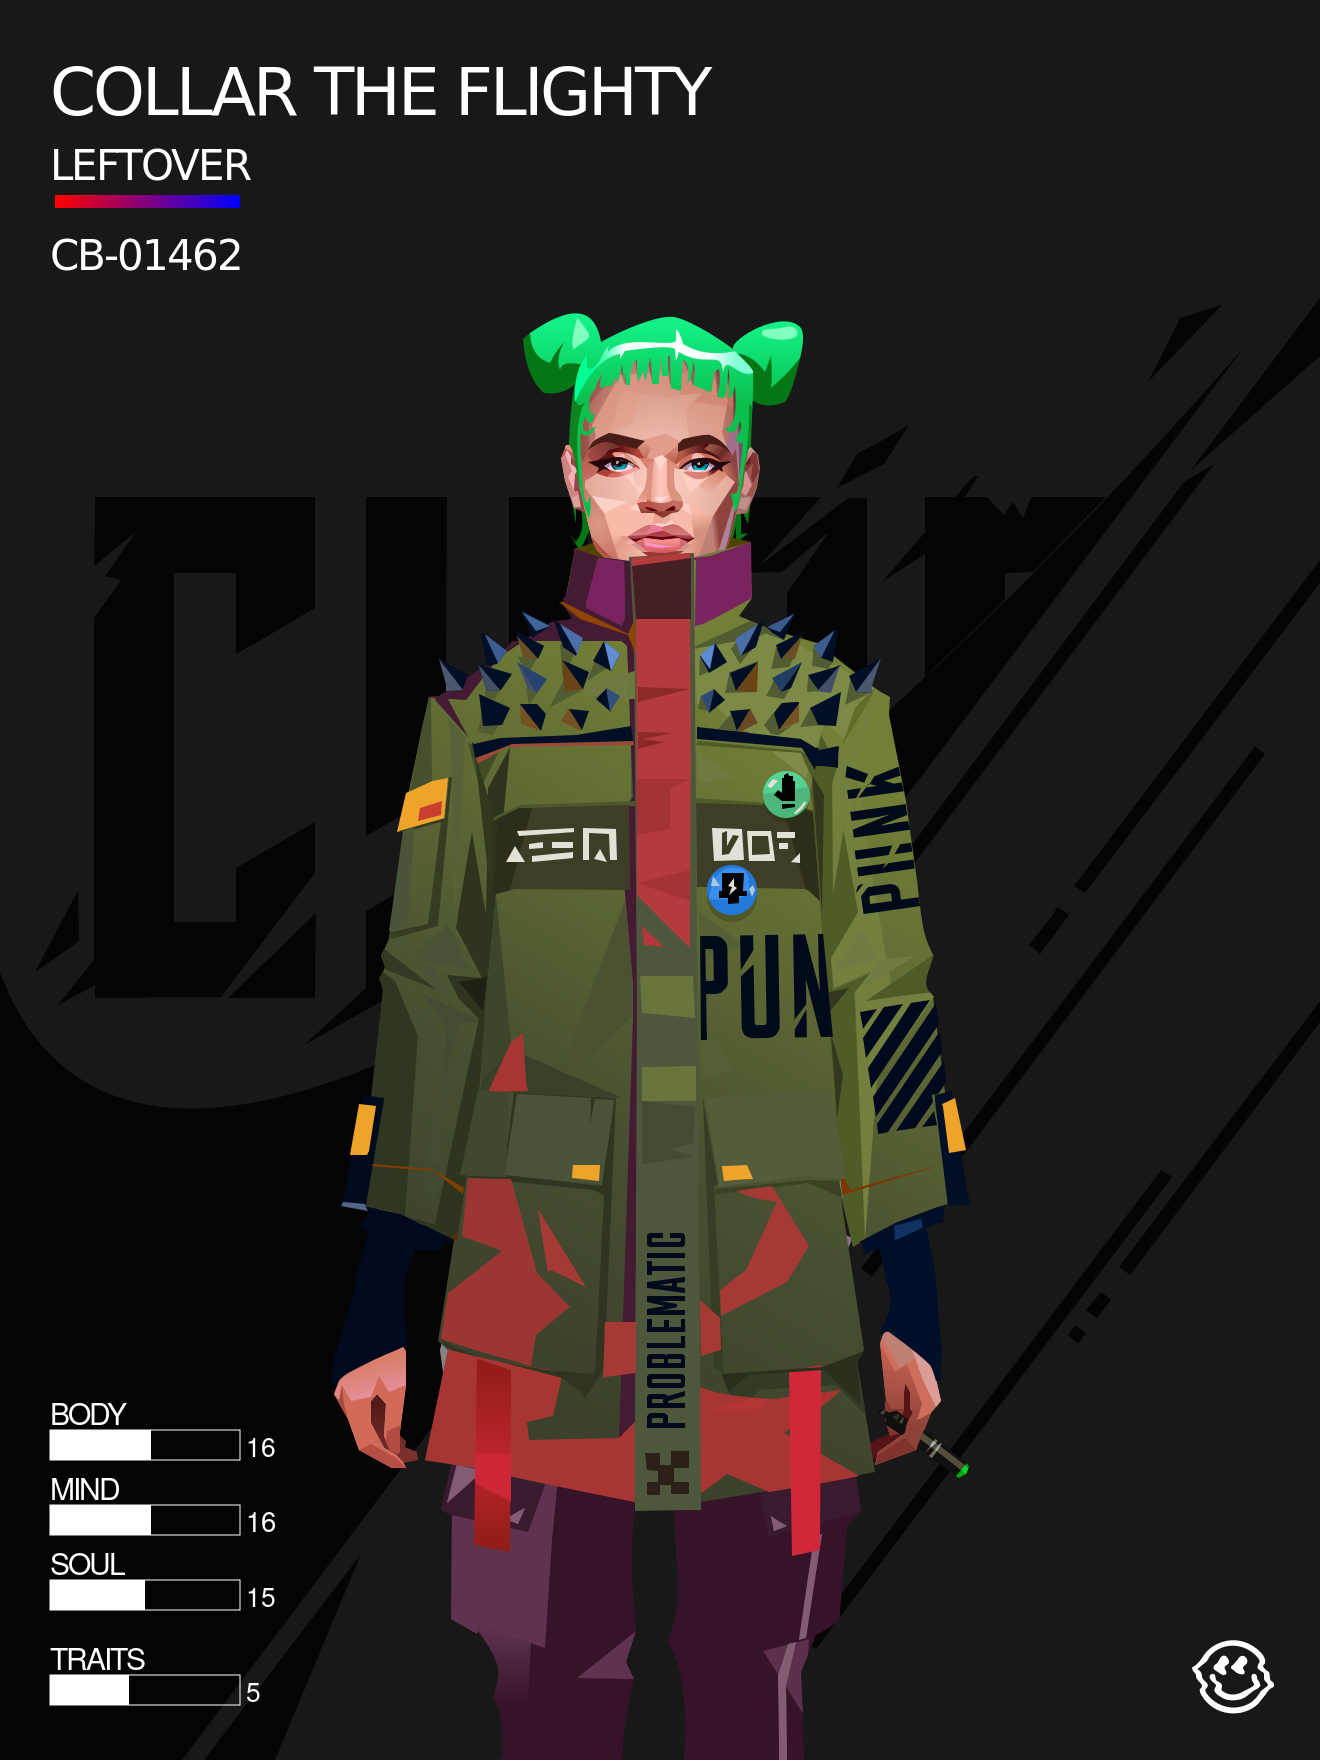 COLLAR THE FLIGHTY
LEFTOVER
CB-01462
PUNK
PUN
PROBLEMATIC
BODY
16
MIND
16
SOUL
15
TRAITS
5